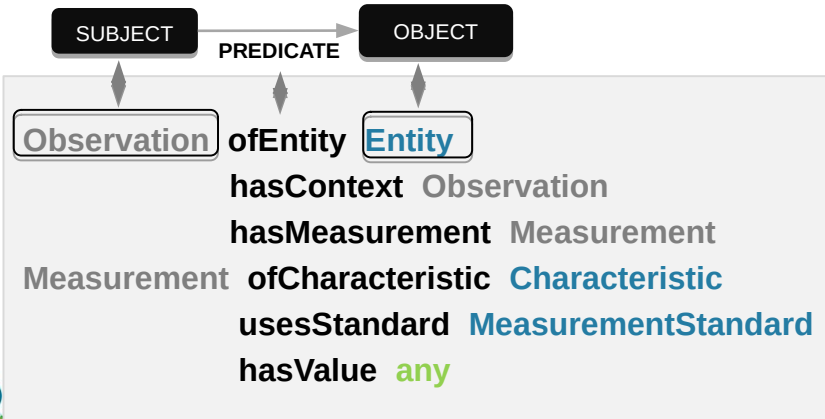 SUBJECT
PREDICATE
OBJECT
Observation ofEntity Entity
hasContext Observation
hasMeasurement Measurement
Measurement ofCharacteristic Characteristic
usesStandard MeasurementStandard
hasValue any